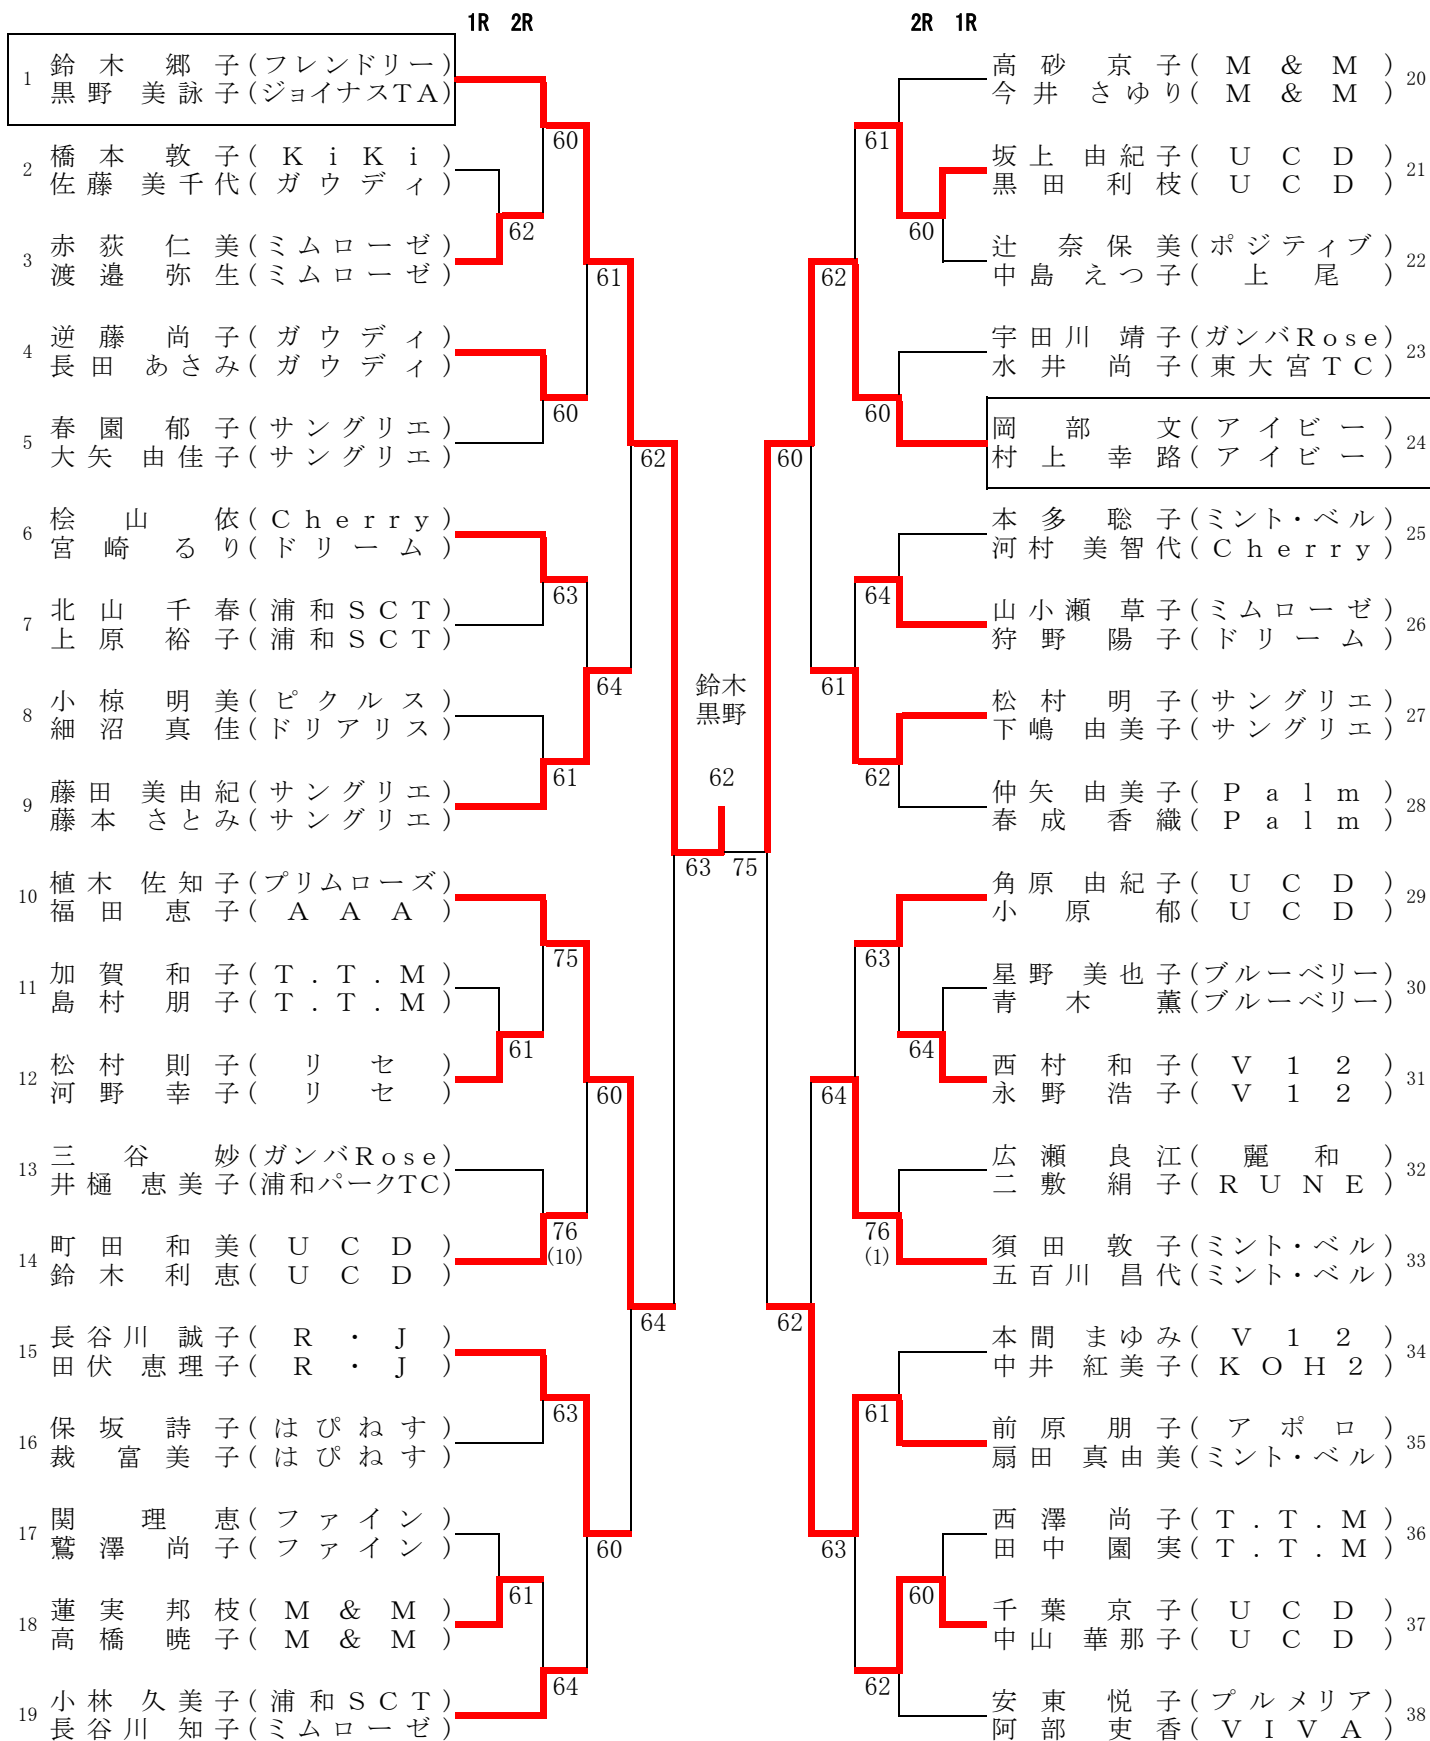 1R 2R
2R 1R
1 鈴木 郷子(フレンドリー)
黒野 美詠子(ジョイナスTA)
2 橋本 敦子(KiKi)
佐藤 美千代(ガウディ)
3 赤荻 仁美(ミムローゼ)
渡邉 弥生(ミムローゼ)
4 逆藤 尚子(ガウディ)
長田 あさみ(ガウディ)
5 春園 郁子(サングリエ)
大矢 由佳子(サングリエ)
6 桧山 依(Cherry)
宮崎 るり(ドリーム)
7 北山 千春(浦和SCT)
上原 裕子(浦和SCT)
8 小椋 明美(ピクルス)
細沼 真佳(ドリアリス)
9 藤田 美由紀(サングリエ)
藤本 さとみ(サングリエ)
10 植木 佐知子(プリムローズ)
福田 恵子(AAA)
11 加賀 和子(T.T.M)
島村 朋子(T.T.M)
12 松村 則子(リセ)
河野 幸子(リセ)
13 三谷 妙(ガンバRose)
井樋 恵美子(浦和パークTC)
14 町田 和美(UCD)
鈴木 利恵(UCD)
15 長谷川 誠子(R・J)
田伏 恵理子(R・J)
16 保坂 詩子(はぴねす)
裁 富美子(はぴねす)
17 関 理恵(ファイン)
鷲澤 尚子(ファイン)
18 蓮実 邦枝(M&M)
高橋 暁子(M&M)
19 小林 久美子(浦和SCT)
長谷川 知子(ミムローゼ)
60
62
61
60
62
63
64
61
75
61
60
76
(10)
64
63
60
61
64
鈴木
黒野
62
63 75
61
60
62
60
60
64
61
62
63
64
64
76
(1)
62
61
63
60
62
高砂 京子(M&M) 20
今井 さゆり(M&M)
坂上 由紀子(UCD) 21
黒田 利枝(UCD)
辻 奈保美(ポジティブ) 22
中島 えつ子(上尾)
宇田川 靖子(ガンバRose) 23
水井 尚子(東大宮TC)
岡部 文(アイビー) 24
村上 幸路(アイビー)
本多 聡子(ミント・ベル) 25
河村 美智代(Cherry)
山小瀬 草子(ミムローゼ) 26
狩野 陽子(ドリーム)
松村 明子(サングリエ) 27
下嶋 由美子(サングリエ)
仲矢 由美子(Palm) 28
春成 香織(Palm)
角原 由紀子(UCD) 29
小原 郁(UCD)
星野 美也子(ブルーベリー) 30
青木 薫(ブルーベリー)
西村 和子(V12) 31
永野 浩子(V12)
広瀬 良江(麗和) 32
二敷 絹子(RUNE)
須田 敦子(ミント・ベル) 33
五百川 昌代(ミント・ベル)
本間 まゆみ(V12) 34
中井 紅美子(KOH2)
前原 朋子(アポロ) 35
扇田 真由美(ミント・ベル)
西澤 尚子(T.T.M) 36
田中 園実(T.T.M)
千葉 京子(UCD) 37
中山 華那子(UCD)
安東 悦子(プルメリア) 38
阿部 吏香(VIVA)